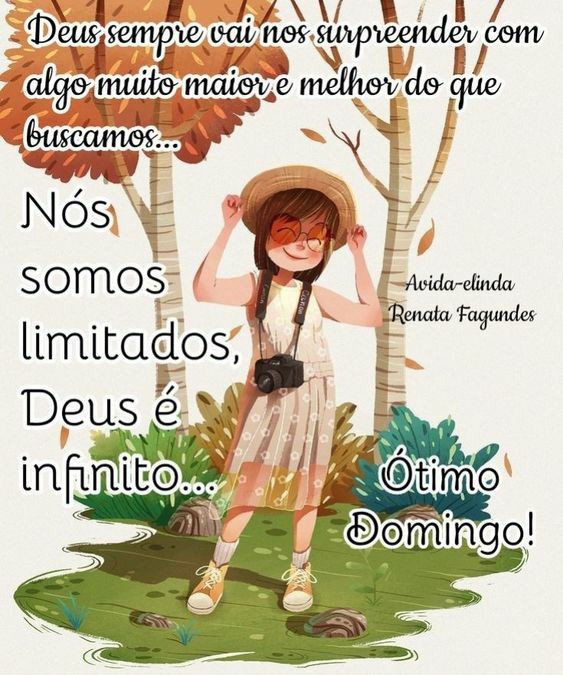 Deus sempre vai nos surpreender com
algo muito maior e melhor do que
buscamos...
Nós
somos
limitados,
Deus é
infinito...
Avida-elinda
Renata Fagundes
Ótimo
Domingo!